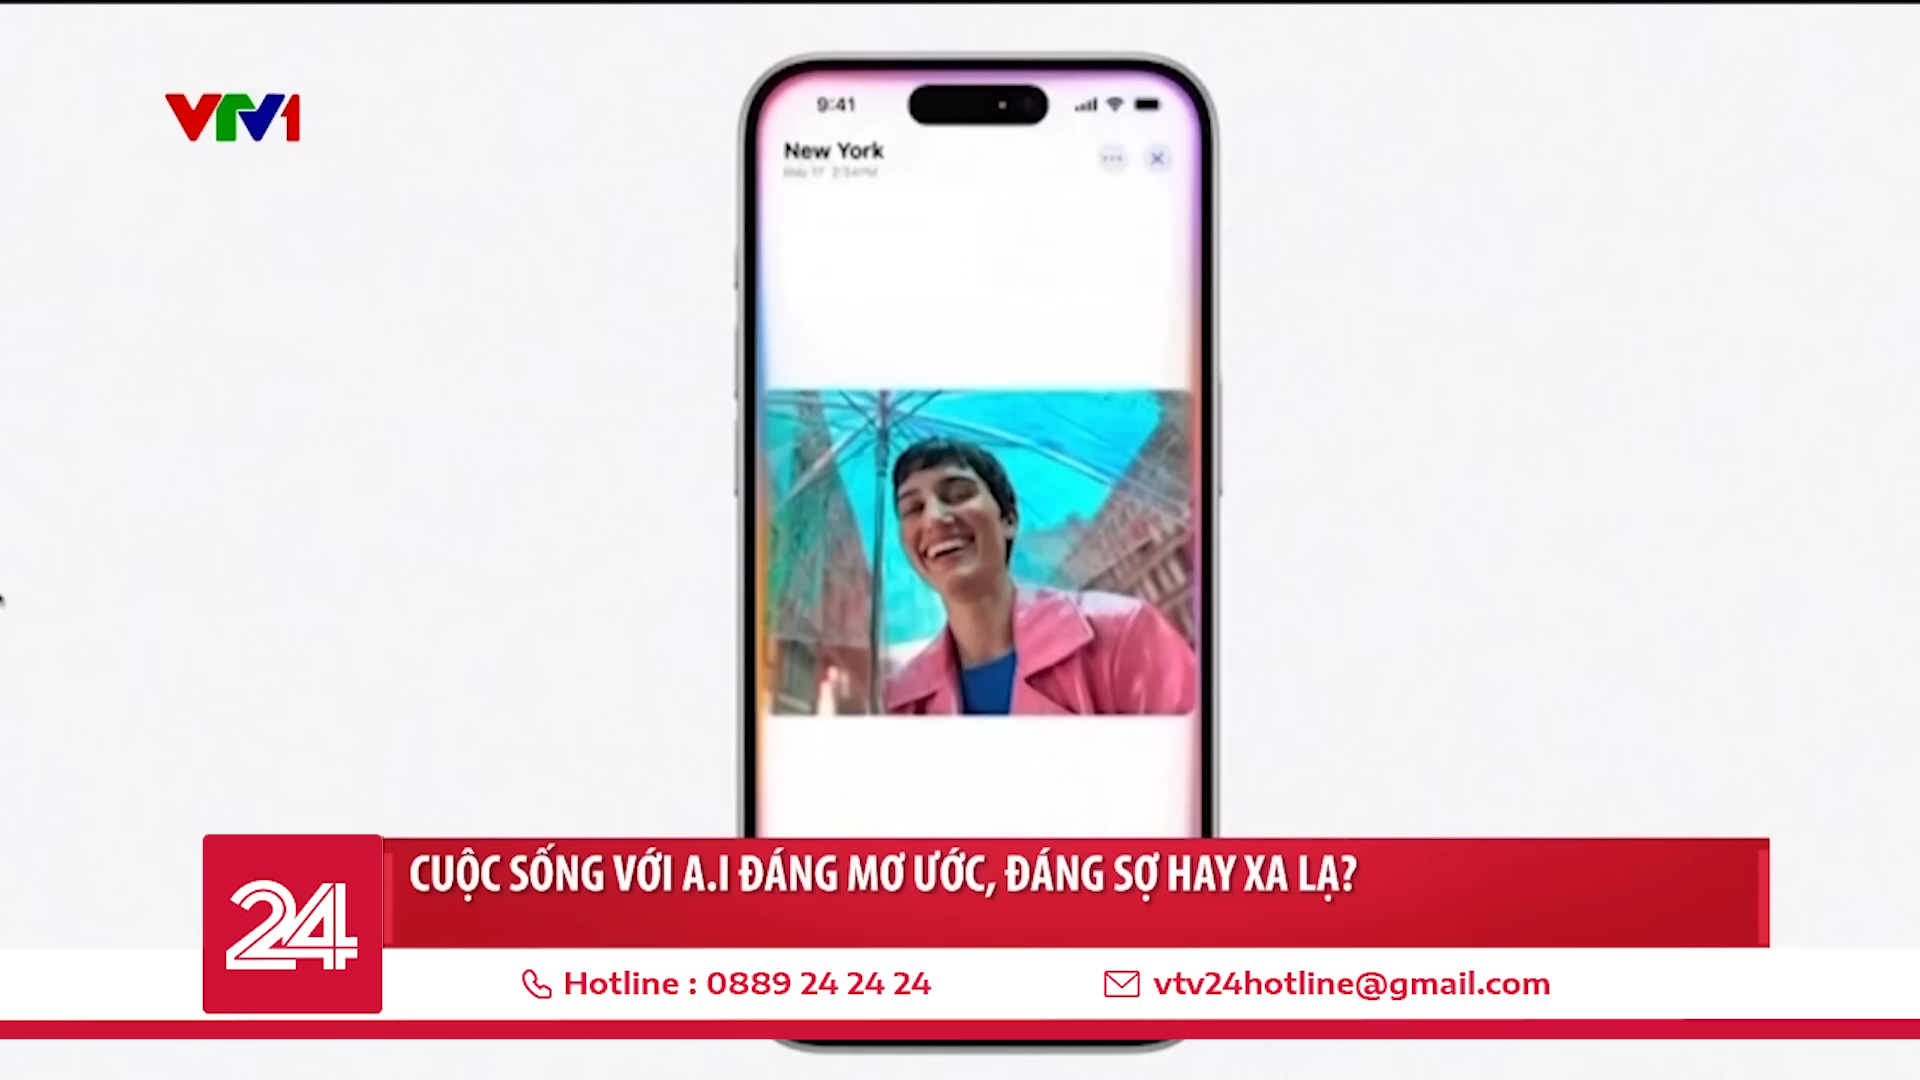 VTV1
9:41
New York
CUỘC SỐNG VỚI A.I ĐÁNG MƠ ƯỚC, ĐÁNG SỢ HAY XA LẠ?
24
Hotline : 0889 24 24 24
vtv24hotline@gmail.com